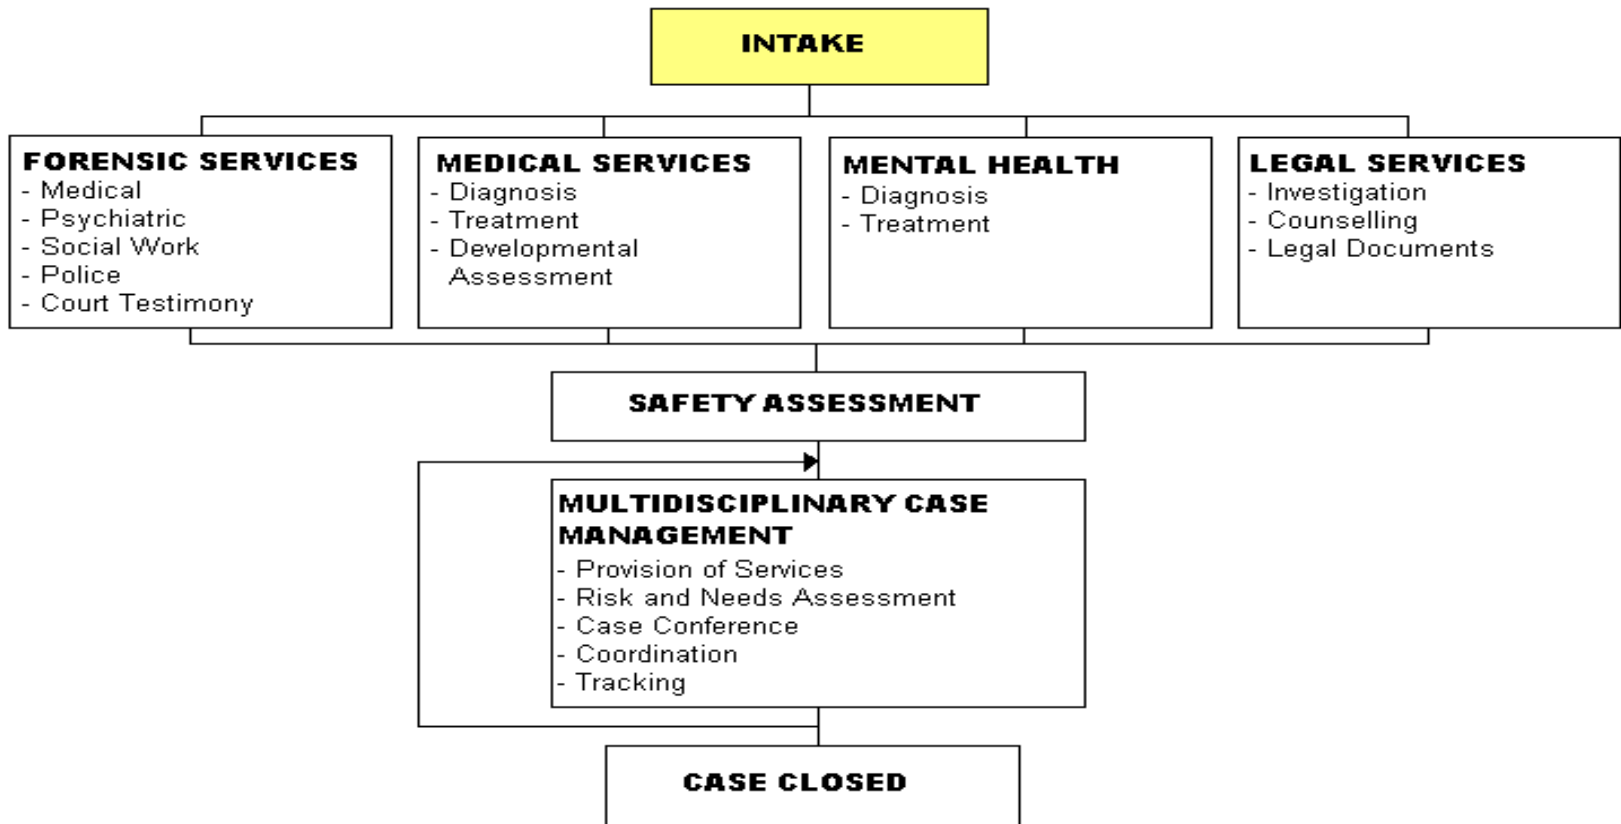 INTAKE
FORENSIC SERVICES
- Medical
- Psychiatric
- Social Work
- Police
- Court Testimony
MEDICAL SERVICES
- Diagnosis
- Treatment
- Developmental
Assessment
MENTAL HEALTH
- Diagnosis
- Treatment
LEGAL SERVICES
- Investigation
- Counselling
- Legal Documents
SAFETY ASSESSMENT
MULTIDISCIPLINARY CASE
MANAGEMENT
- Provision of Services
- Risk and Needs Assessment
- Case Conference
- Coordination
- Tracking
CASE CLOSED